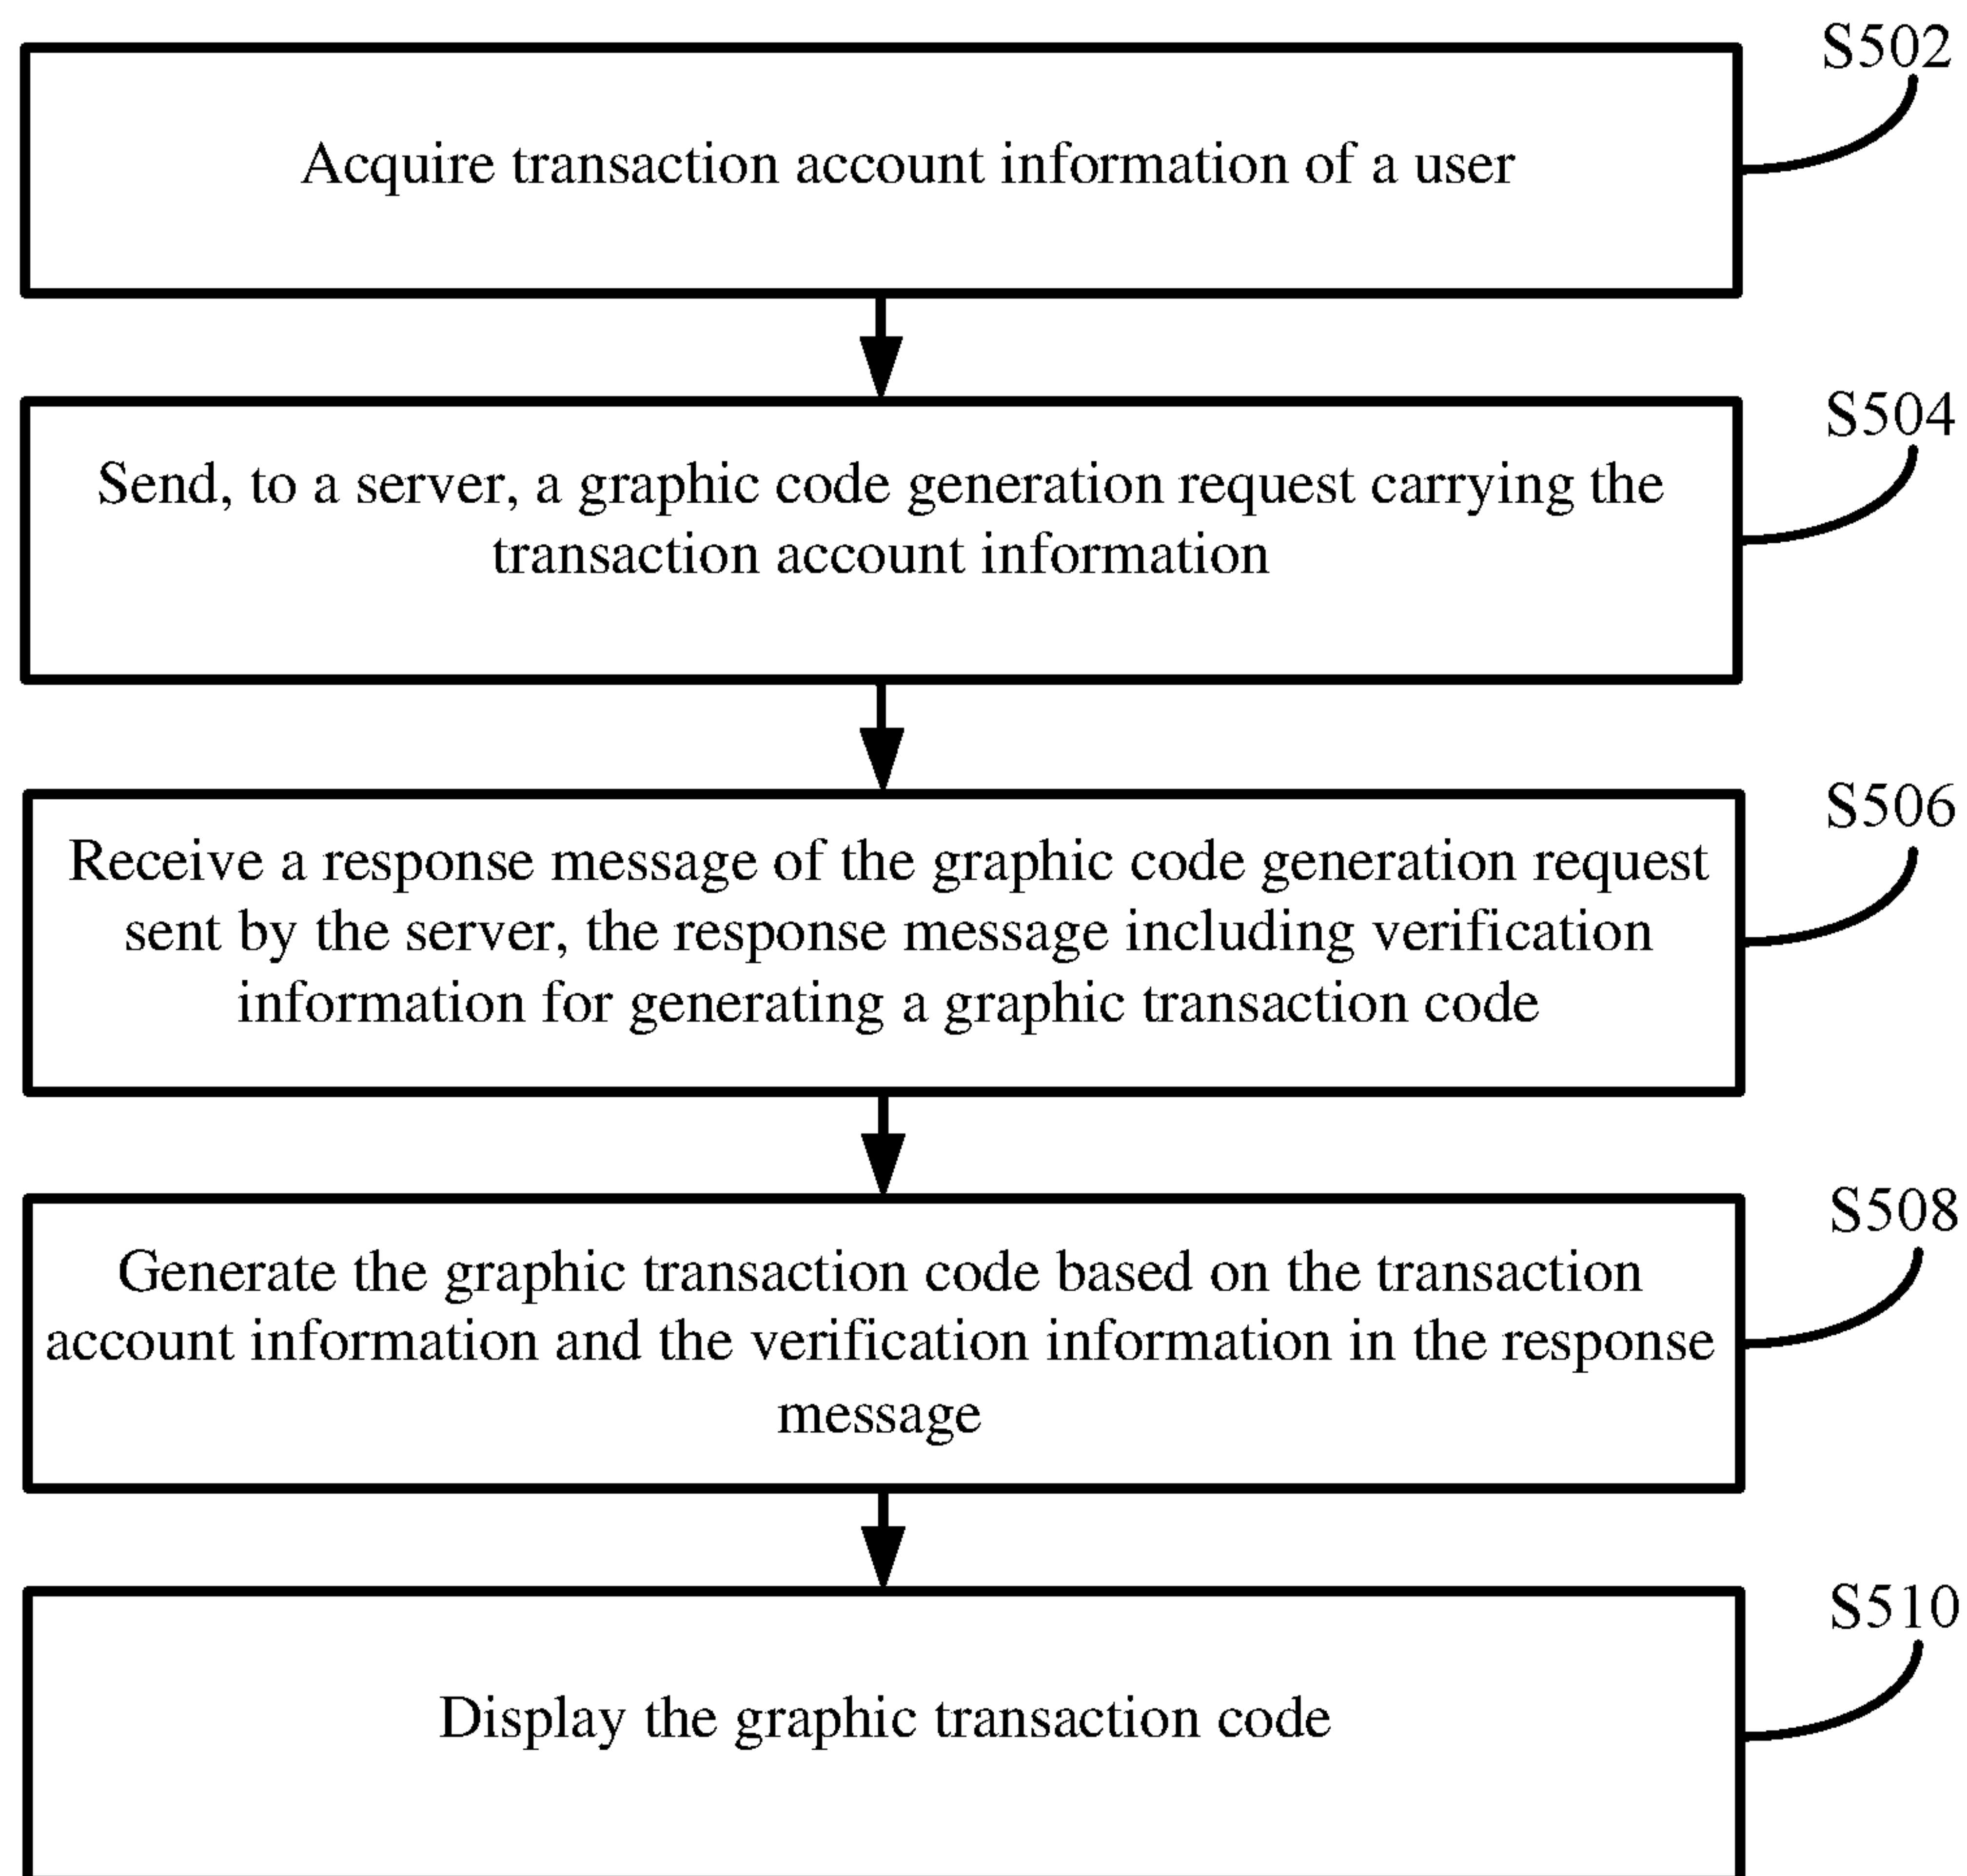 S502
Acquire transaction account information of a user
S504
Send, to a server, a graphic code generation request carrying the
transaction account information
S506
Receive a response message of the graphic code generation request
sent by the server, the response message including verification
information for generating a graphic transaction code
S508
Generate the graphic transaction code based on the transaction
account information and the verification information in the response
message
S510
Display the graphic transaction code